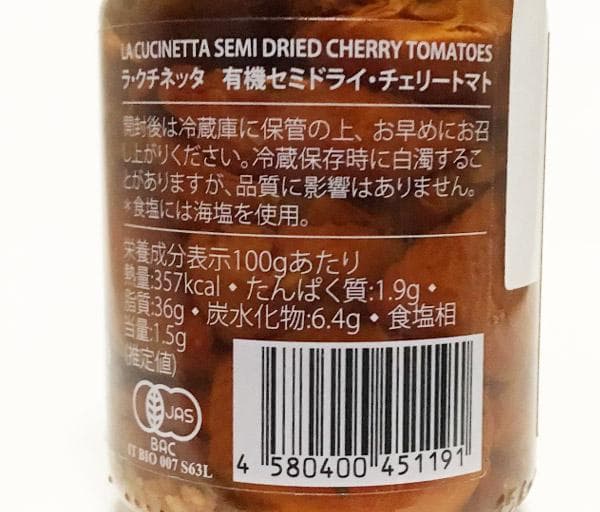 LA CUCINETTA SEMI DRIED CHERRY TOMATOES
ラ・クチネッタ 有機セミドライ・チェリートマト
開封後は冷蔵庫に保管の上、お早めにお召
し上がりください。冷蔵保存時に白濁するこ
とがありますが、品質に影響はありません。
＊食塩には海塩を使用。
栄養成分表示100gあたり
熱量:357kcal・たんぱく質:1.9g・
脂質:36g・炭水化物:6.4g・食塩相
当量:1.5g
(推定値)
JAS
BAC
IT BIO 007 S63L
4 580400 451191